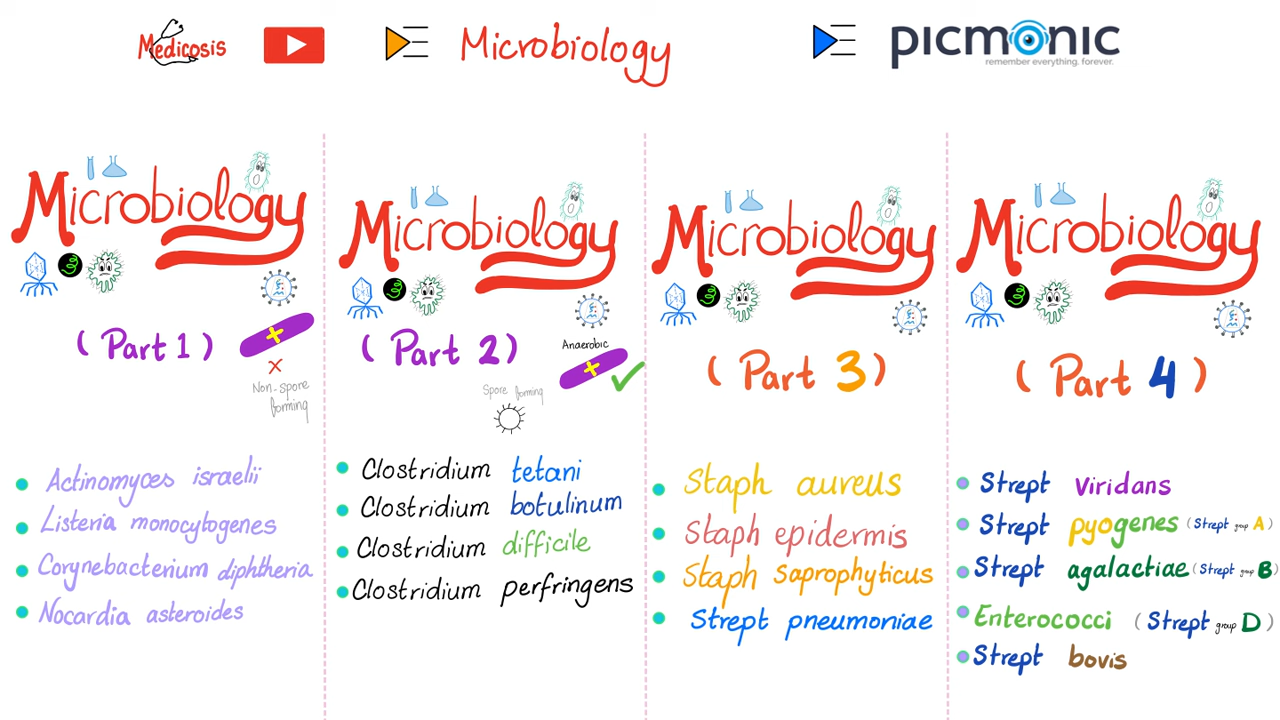 Medicosis
Microbiology
picmonic
remember everything. forever.
Microbiology
(Part 1)
Non-spore
forming
Actinomyces israelii
Listeria monocytogenes
Corynebacterium diphtheria
Nocardia asteroides
Microbiology
(Part 2)
Anaerobic
Spore forming
Clostridium tetani
Clostridium botulinum
Clostridium difficile
Clostridium perfringens
Microbiology
(Part 3)
Staph aureus
Staph epidermis
Staph Saprophyticus
Strept pneumoniae
Microbiology
(Part 4)
Strept Viridans
Strept pyogenes (Strept group A)
Strept agalactiae (Strept group B)
Enterococci (Strept group D)
Strept bovis